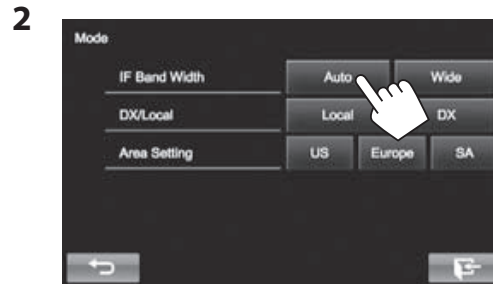 2
Mode
IF Band Width Auto Wide
DX/Local Local DX
Area Setting US Europe SA